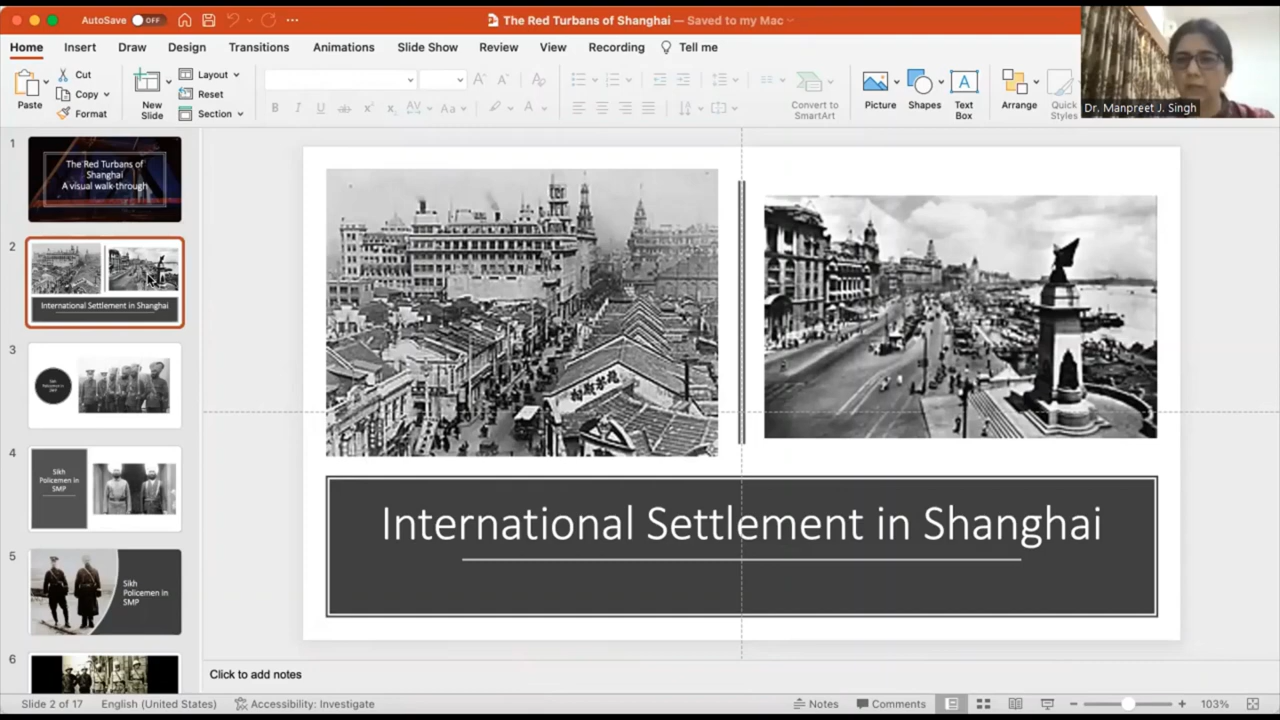 AutoSave
OFF
The Red Turbans of Shanghai — Saved to my Mac
Home Insert Draw Design Transitions Animations Slide Show Review View Recording Tell me
Paste
Cut
Copy
Format
New
Slide
Layout
Reset
Section
Convert to
SmartArt
Picture
Shapes
Text
Box
Arrange
Quick
Styles
Dr. Manpreet J. Singh
1
The Red Turbans of
Shanghai
A visual walk-through
2
International Settlement in Shanghai
3
4
Sikh
Policemen in
SMP
5
Sikh
Policemen in
SMP
6
International Settlement in Shanghai
Click to add notes
Slide 2 of 17
English (United States)
Accessibility: Investigate
Notes
Comments
103%